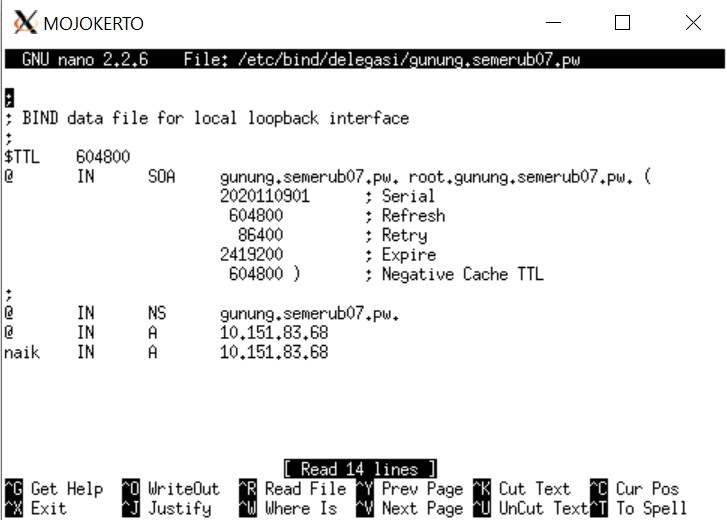 MOJOKERTO
GNU nano 2.2.6 File: /etc/bind/delegasi/gunung.semerub07.pw
;
; BIND data file for local loopback interface
;
$TTL 604800
@ IN SOA gunung.semerub07.pw. root.gunung.semerub07.pw. (
2020110901 ; Serial
604800 ; Refresh
86400 ; Retry
2419200 ; Expire
604800 ) ; Negative Cache TTL
;
@ IN NS gunung.semerub07.pw.
@ IN A 10.151.83.68
naik IN A 10.151.83.68
[ Read 14 lines ]
^G Get Help ^O WriteOut ^R Read File ^Y Prev Page ^K Cut Text ^C Cur Pos
^X Exit ^J Justify ^W Where Is ^V Next Page ^U UnCut Text ^T To Spell